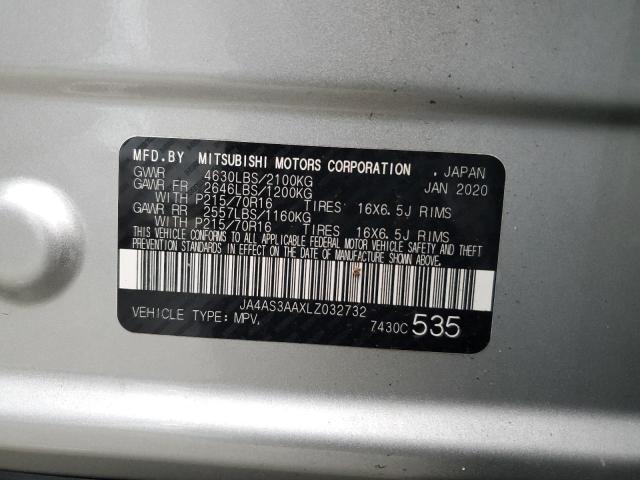 MFD.BY MITSUBISHI MOTORS CORPORATION . JAPAN
GVWR 4630LBS/2100KG JAN 2020
GAWR FR 2646LBS/1200KG
WITH P215/70R16 TIRES 16X6.5J RIMS
GAWR RR 2557LBS/1160KG
WITH P215/70R16 TIRES 16X6.5J RIMS
THIS VEHICLE CONFORMS TO ALL APPLICABLE FEDERAL MOTOR VEHICLE SAFETY AND THEFT
PREVENTION STANDARDS IN EFFECT ON THE DATE OF MANUFACTURE SHOWN ABOVE.
JA4AS3AAXLZ032732
VEHICLE TYPE: MPV. 7430C 535